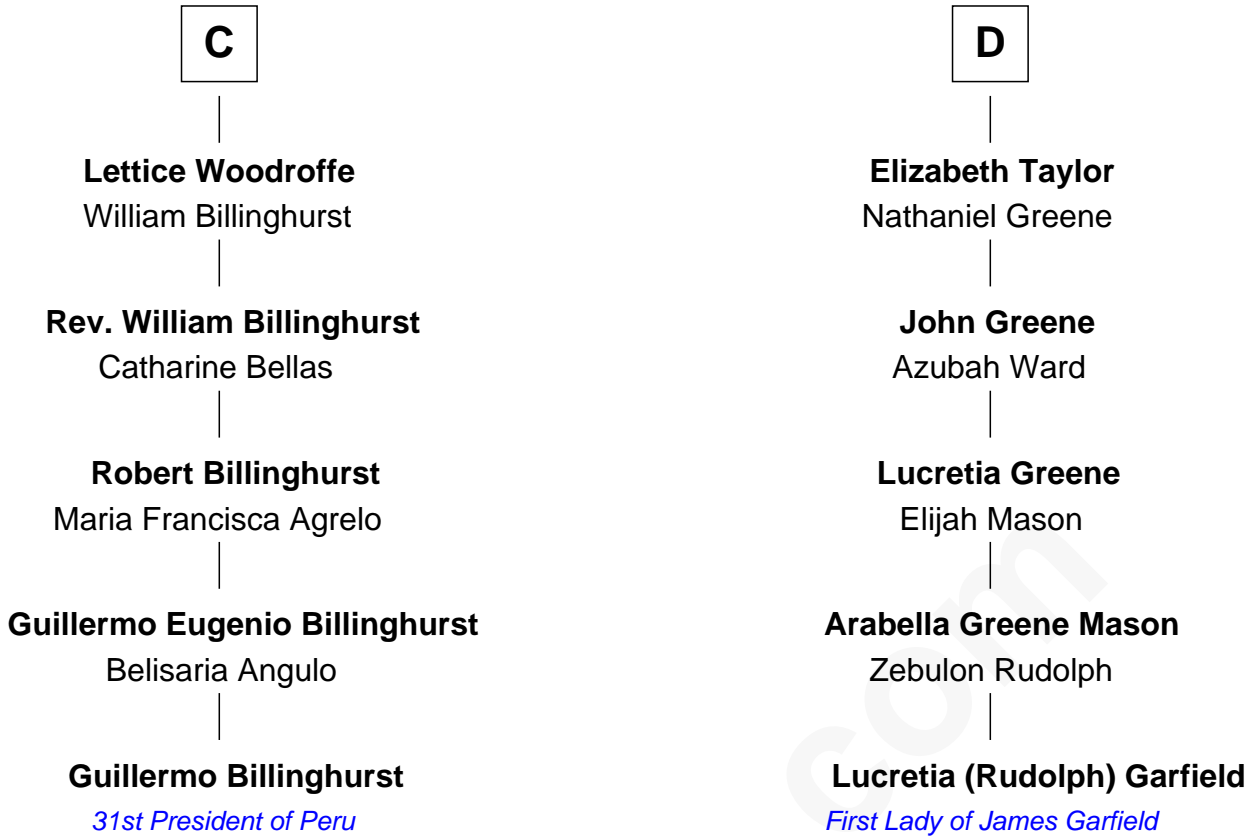 C
Lettice Woodroffe
William Billinghurst
Rev. William Billinghurst
Catharine Bellas
Robert Billinghurst
Maria Francisca Agrelo
Guillermo Eugenio Billinghurst
Belisaria Angulo
Guillermo Billinghurst
31st President of Peru
D
Elizabeth Taylor
Nathaniel Greene
John Greene
Azubah Ward
Lucretia Greene
Elijah Mason
Arabella Greene Mason
Zebulon Rudolph
Lucretia (Rudolph) Garfield
First Lady of James Garfield
com